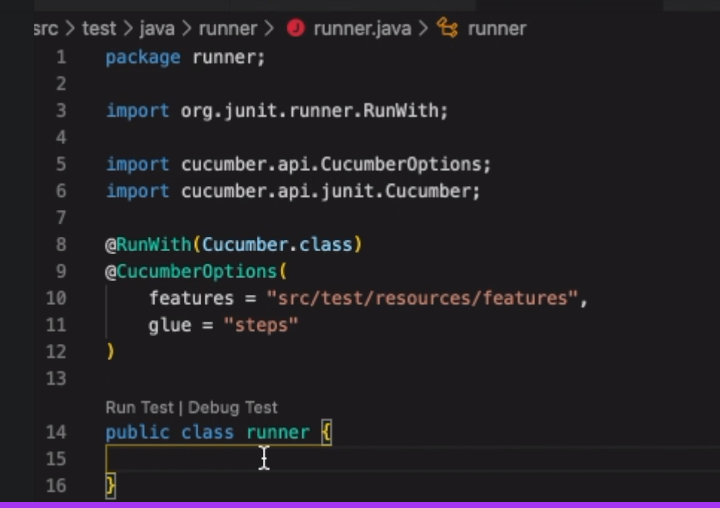 src > test > java > runner > runner.java > runner
1 package runner;
2
3 import org.junit.runner.RunWith;
4
5 import cucumber.api.CucumberOptions;
6 import cucumber.api.junit.Cucumber;
7
8 @RunWith(Cucumber.class)
9 @CucumberOptions(
10     features = "src/test/resources/features",
11     glue = "steps"
12 )
13
Run Test | Debug Test
14 public class runner {
15
16 }